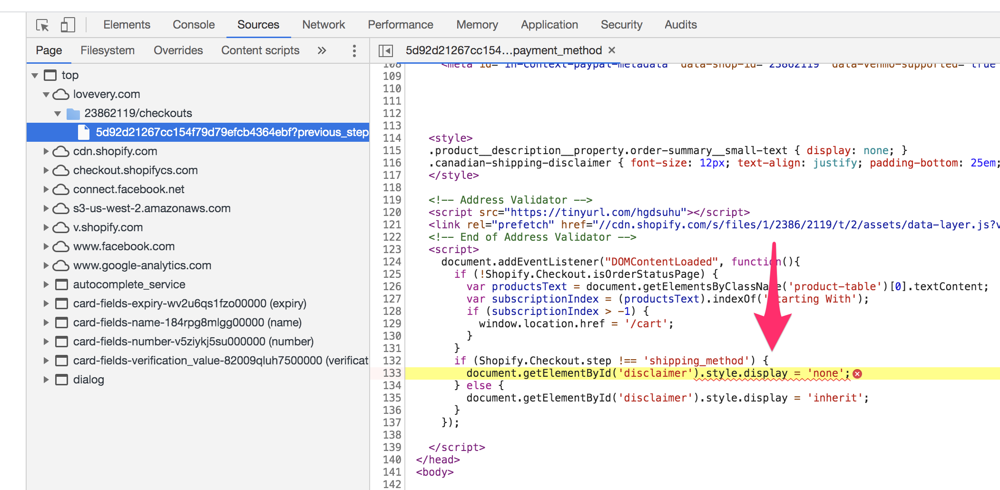 Elements Console Sources Network Performance Memory Application Security Audits
Page Filesystem Overrides Content scripts »
5d92d21267cc154…payment_method ×
top
lovevery.com
23862119/checkouts
5d92d21267cc154f79d79efcb4364ebf?previous_step
cdn.shopify.com
checkout.shopifycs.com
connect.facebook.net
s3-us-west-2.amazonaws.com
v.shopify.com
www.facebook.com
www.google-analytics.com
autocomplete_service
card-fields-expiry-wv2u6qs1fzo00000 (expiry)
card-fields-name-184rpg8mlgg00000 (name)
card-fields-number-v5ziykj5su000000 (number)
card-fields-verification_value-82009qluh7500000 (verificat
dialog
108 <meta id="in-context-paypal-metadata" data-shop-id="23862119" data-venmo-supported="true
109
110
111
112
113
114 <style>
115 .product__description__property.order-summary__small-text { display: none; }
116 .canadian-shipping-disclaimer { font-size: 12px; text-align: justify; padding-bottom: 25em;
117 </style>
118
119 <!-- Address Validator -->
120 <script src="https://tinyurl.com/hgdsuhu"></script>
121 <link rel="prefetch" href="//cdn.shopify.com/s/files/1/2386/2119/t/2/assets/data-layer.js?v
122 <!-- End of Address Validator -->
123 <script>
124 document.addEventListener("DOMContentLoaded", function(){
125 if (!Shopify.Checkout.isOrderStatusPage) {
126 var productsText = document.getElementsByClassName('product-table')[0].textContent;
127 var subscriptionIndex = (productsText).indexOf('Starting With');
128 if (subscriptionIndex > -1) {
129 window.location.href = '/cart';
130 }
131 }
132 if (Shopify.Checkout.step !== 'shipping_method') {
133 document.getElementById('disclaimer').style.display = 'none';
134 } else {
135 document.getElementById('disclaimer').style.display = 'inherit';
136 }
137 });
138
139 </script>
140 </head>
141 <body>
142